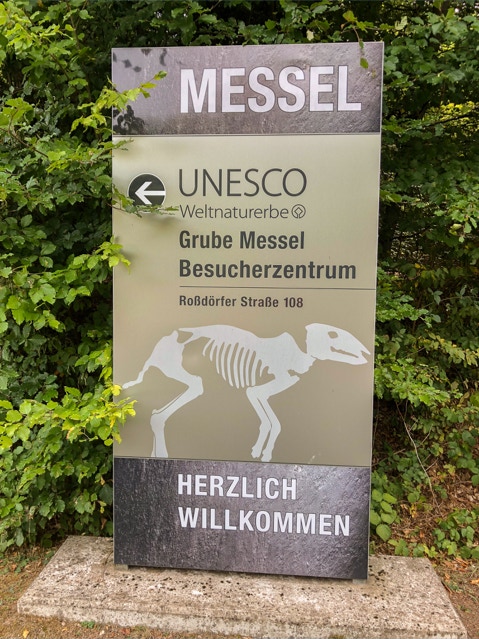 MESSEL
UNESCO
Weltnaturerbe
Grube Messel
Besucherzentrum
Roßdörfer Straße 108
HERZLICH
WILLKOMMEN